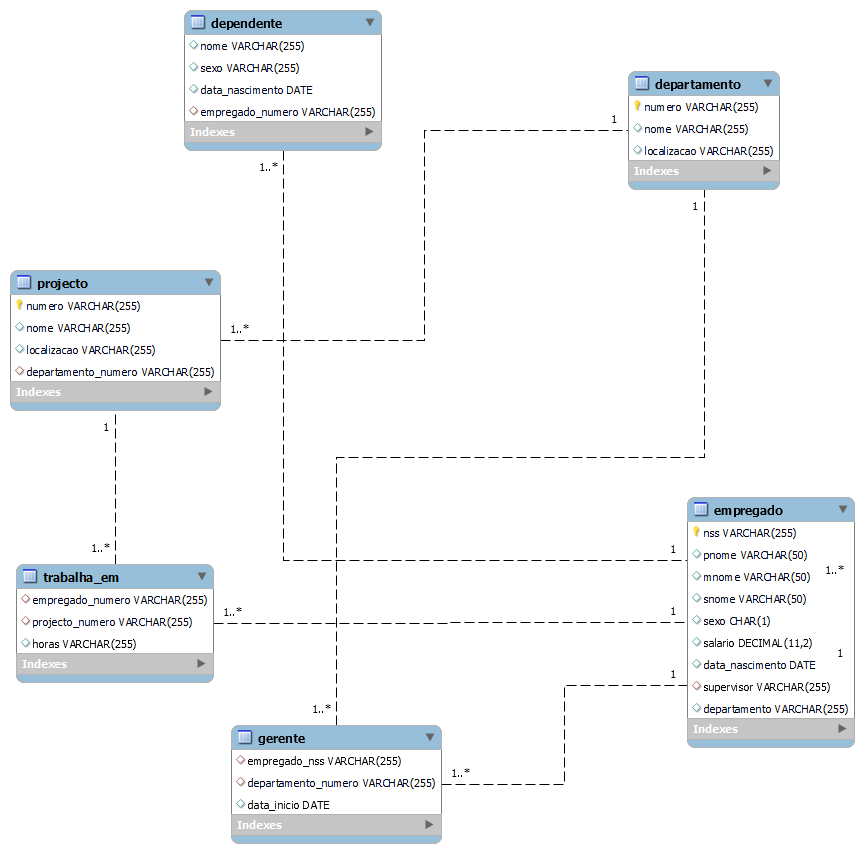 dependente
nome VARCHAR(255)
sexo VARCHAR(255)
data_nascimento DATE
empregado_numero VARCHAR(255)
Indexes
1..*
departamento
numero VARCHAR(255)
nome VARCHAR(255)
localizacao VARCHAR(255)
Indexes
1
1
projecto
numero VARCHAR(255)
nome VARCHAR(255)
localizacao VARCHAR(255)
departamento_numero VARCHAR(255)
Indexes
1..*
1
1..*
trabalha_em
empregado_numero VARCHAR(255)
projecto_numero VARCHAR(255)
horas VARCHAR(255)
Indexes
1..*
empregado
nss VARCHAR(255)
pnome VARCHAR(50)
mnome VARCHAR(50)
snome VARCHAR(50)
sexo CHAR(1)
salario DECIMAL(11,2)
data_nascimento DATE
supervisor VARCHAR(255)
departamento VARCHAR(255)
Indexes
1..*
1
1
1
1
1..*
gerente
empregado_nss VARCHAR(255)
departamento_numero VARCHAR(255)
data_inicio DATE
Indexes
1..*